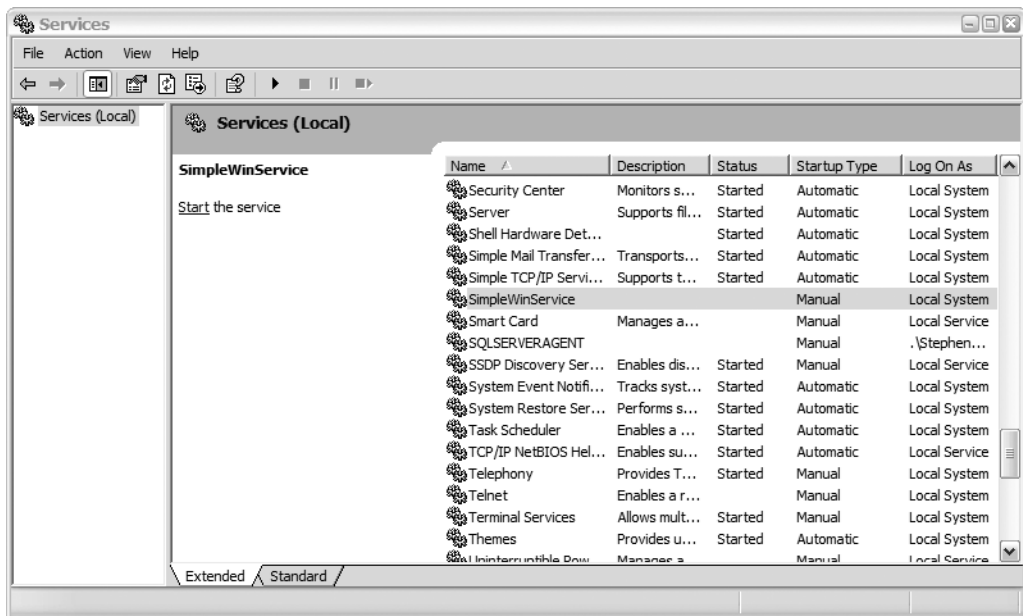 Services
File Action View Help
Services (Local)
Services (Local)
SimpleWinService
Start the service
Name Description Status Startup Type Log On As
Security Center Monitors s... Started Automatic Local System
Server Supports fil... Started Automatic Local System
Shell Hardware Det... Started Automatic Local System
Simple Mail Transfer... Transports... Started Automatic Local System
Simple TCP/IP Servi... Supports t... Started Automatic Local System
SimpleWinService Manual Local System
Smart Card Manages a... Manual Local Service
SQLSERVERAGENT Manual .\Stephen...
SSDP Discovery Ser... Enables dis... Started Manual Local Service
System Event Notifi... Tracks syst... Started Automatic Local System
System Restore Ser... Performs s... Started Automatic Local System
Task Scheduler Enables a ... Started Automatic Local System
TCP/IP NetBIOS Hel... Enables su... Started Automatic Local Service
Telephony Provides T... Started Manual Local System
Telnet Enables a r... Manual Local System
Terminal Services Allows mult... Started Manual Local System
Themes Provides u... Started Automatic Local System
Uninterruptible Pow... Manages a... Manual Local Service
Extended Standard